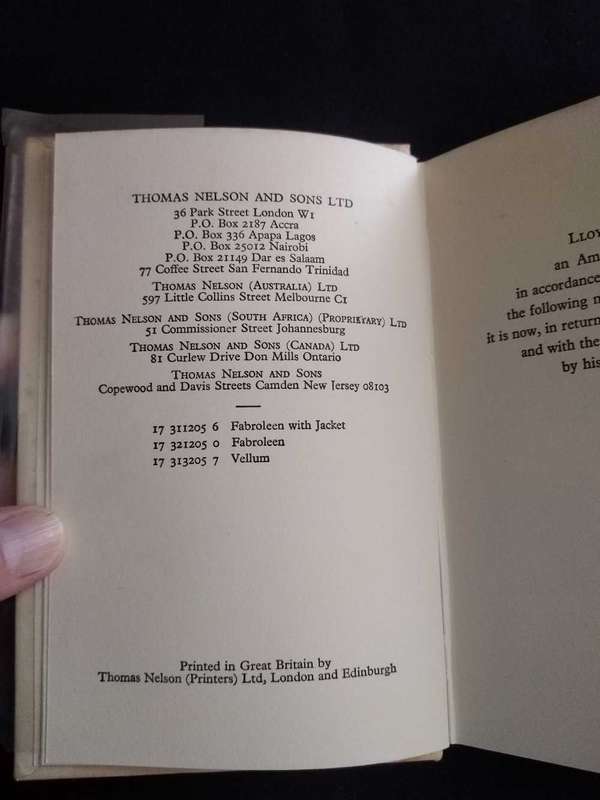 THOMAS NELSON AND SONS LTD
36 Park Street London W1
P.O. Box 2187 Accra
P.O. Box 336 Apapa Lagos
P.O. Box 25012 Nairobi
P.O. Box 21149 Dar es Salaam
77 Coffee Street San Fernando Trinidad
THOMAS NELSON (AUSTRALIA) LTD
597 Little Collins Street Melbourne C1
THOMAS NELSON AND SONS (SOUTH AFRICA) (PROPRIETARY) LTD
51 Commissioner Street Johannesburg
THOMAS NELSON AND SONS (CANADA) LTD
81 Curlew Drive Don Mills Ontario
THOMAS NELSON AND SONS
Copewood and Davis Streets Camden New Jersey 08103
17 311205 6 Fabroleen with Jacket
17 321205 0 Fabroleen
17 313205 7 Vellum
Printed in Great Britain by
Thomas Nelson (Printers) Ltd, London and Edinburgh
LLOY
an Am
in accordance
the following n
it is now, in return
and with the
by his